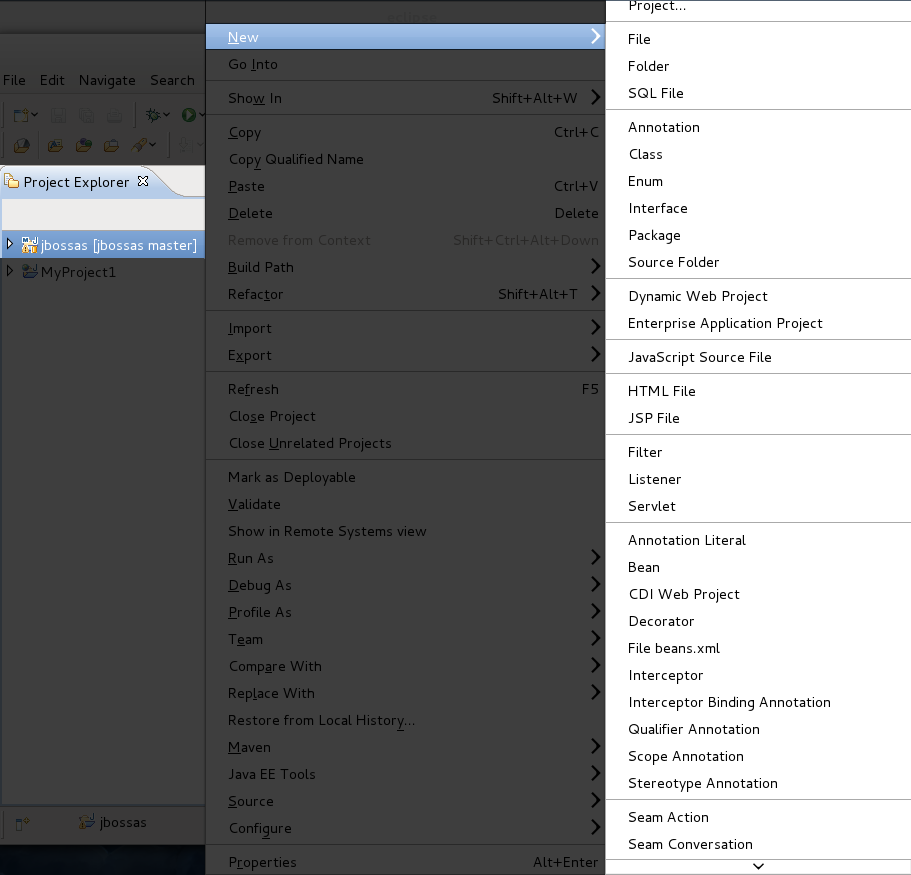 File Edit Navigate Search
Project Explorer
jbossas [jbossas master]
MyProject1
jbossas
New
Go Into
Show In Shift+Alt+W
Copy Ctrl+C
Copy Qualified Name
Paste Ctrl+V
Delete Delete
Remove from Context Shift+Ctrl+Alt+Down
Build Path
Refactor Shift+Alt+T
Import
Export
Refresh F5
Close Project
Close Unrelated Projects
Mark as Deployable
Validate
Show in Remote Systems view
Run As
Debug As
Profile As
Team
Compare With
Replace With
Restore from Local History...
Maven
Java EE Tools
Source
Configure
Properties Alt+Enter
Project...
File
Folder
SQL File
Annotation
Class
Enum
Interface
Package
Source Folder
Dynamic Web Project
Enterprise Application Project
JavaScript Source File
HTML File
JSP File
Filter
Listener
Servlet
Annotation Literal
Bean
CDI Web Project
Decorator
File beans.xml
Interceptor
Interceptor Binding Annotation
Qualifier Annotation
Scope Annotation
Stereotype Annotation
Seam Action
Seam Conversation